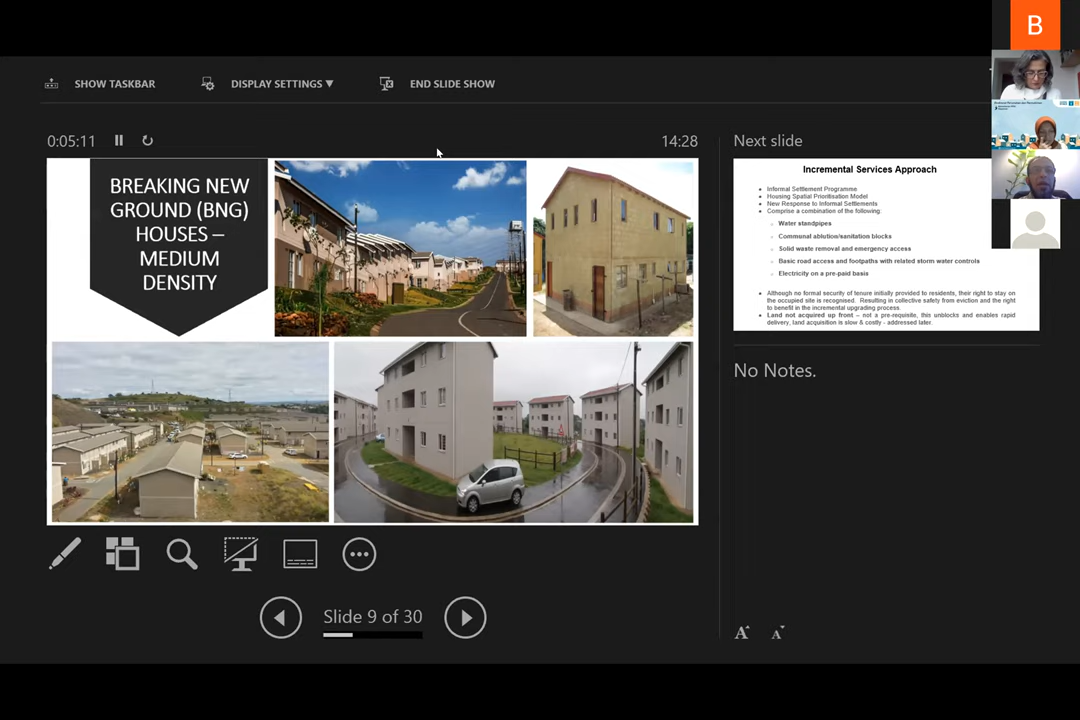 B
SHOW TASKBAR
DISPLAY SETTINGS ▼
END SLIDE SHOW
0:05:11
14:28
Next slide
BREAKING NEW
GROUND (BNG)
HOUSES –
MEDIUM
DENSITY
Incremental Services Approach
• Informal Settlement Programme
• Housing Spatial Prioritisation Model
• New Response to Informal Settlements
• Comprise a combination of the following:
Water standpipes
Communal ablution/sanitation blocks
Solid waste removal and emergency access
Basic road access and footpaths with related storm water controls
Electricity on a pre-paid basis
• Although no formal security of tenure initially provided to residents, their right to stay on
the occupied site is recognised. Resulting in collective safety from eviction and the right
to benefit in the incremental upgrading process.
• Land not acquired up front – not a pre-requisite, this unblocks and enables rapid
delivery, land acquisition is slow & costly - addressed later.
No Notes.
Slide 9 of 30
A A